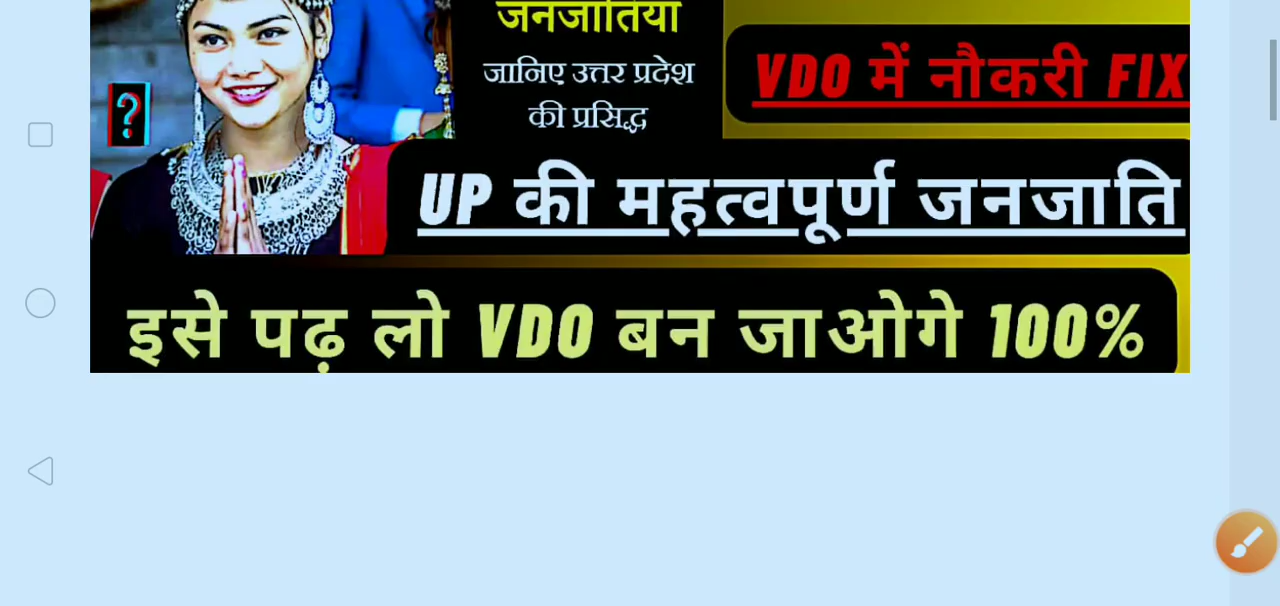 जनजातिया
जानिए उत्तर प्रदेश
की प्रसिद्ध
VDO में नौकरी FIX
?
UP की महत्वपूर्ण जनजाति
इसे पढ़ लो VDO बन जाओगे 100%